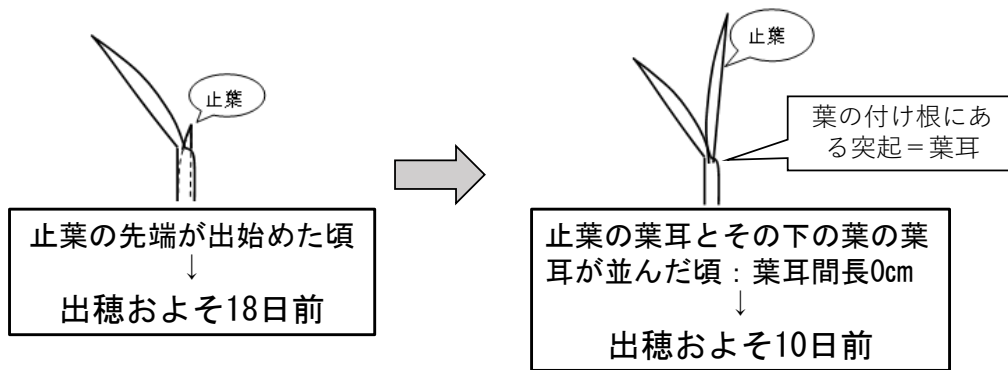 止葉
止葉の先端が出始めた頃
↓
出穂およそ18日前
止葉
葉の付け根にあ
る突起＝葉耳
止葉の葉耳とその下の葉の葉
耳が並んだ頃：葉耳間長0cm
↓
出穂およそ10日前